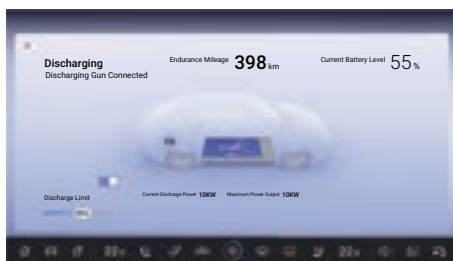 Discharging
Discharging Gun Connected
Endurance Mileage 398 km
Current Battery Level 55%
Discharge Limit
Current Discharge Power 10KW
Maximum Power Output 10KW